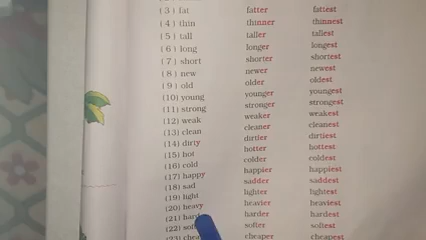 (3) fat fatter fattest
(4) thin thinner thinnest
(5) tall taller tallest
(6) long longer longest
(7) short shorter shortest
(8) new newer newest
(9) old older oldest
(10) young younger youngest
(11) strong stronger strongest
(12) weak weaker weakest
(13) clean cleaner cleanest
(14) dirty dirtier dirtiest
(15) hot hotter hottest
(16) cold colder coldest
(17) happy happier happiest
(18) sad sadder saddest
(19) light lighter lightest
(20) heavy heavier heaviest
(21) harder hardest
(22) softer softest
(23) cheaper cheapest